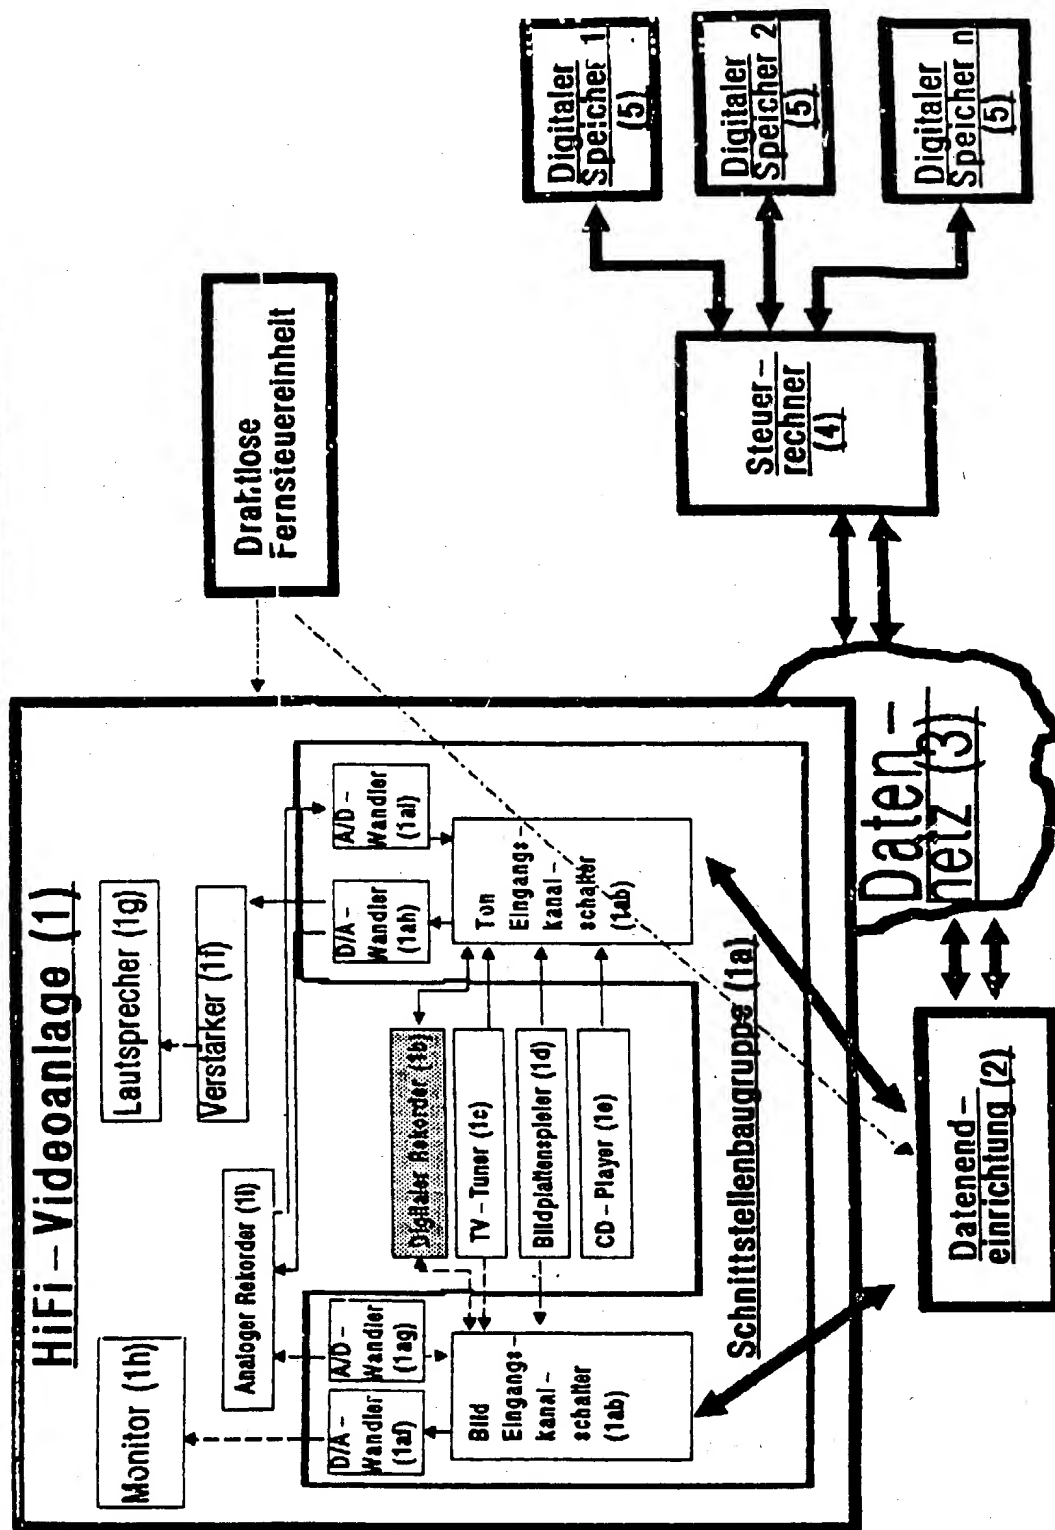 HiFi-Videoanlage (1)
Monitor (1h)
Lautsprecher (1g)
Verstärker (1f)
Analoger Rekorder (1i)
D/A-
Wandler
(1af)
A/D-
Wandler
(1ag)
D/A-
Wandler
(1ah)
A/D-
Wandler
(1ai)
Bild
Eingangs-
kanal-
schalter
(1ab)
Digitaler Rekorder (1b)
TV-Tuner (1c)
Bildplattenspieler (1d)
CD-Player (1e)
Ton
Eingangs-
kanal-
schalter
(1ab)
Schnittstellenbaugruppe (1a)
Drahtlose
Fernsteuereinheit
Datenend-
einrichtung (2)
Daten-
netz (3)
Steuer-
rechner
(4)
Digitaler
Speicher 1
(5)
Digitaler
Speicher 2
(5)
Digitaler
Speicher n
(5)